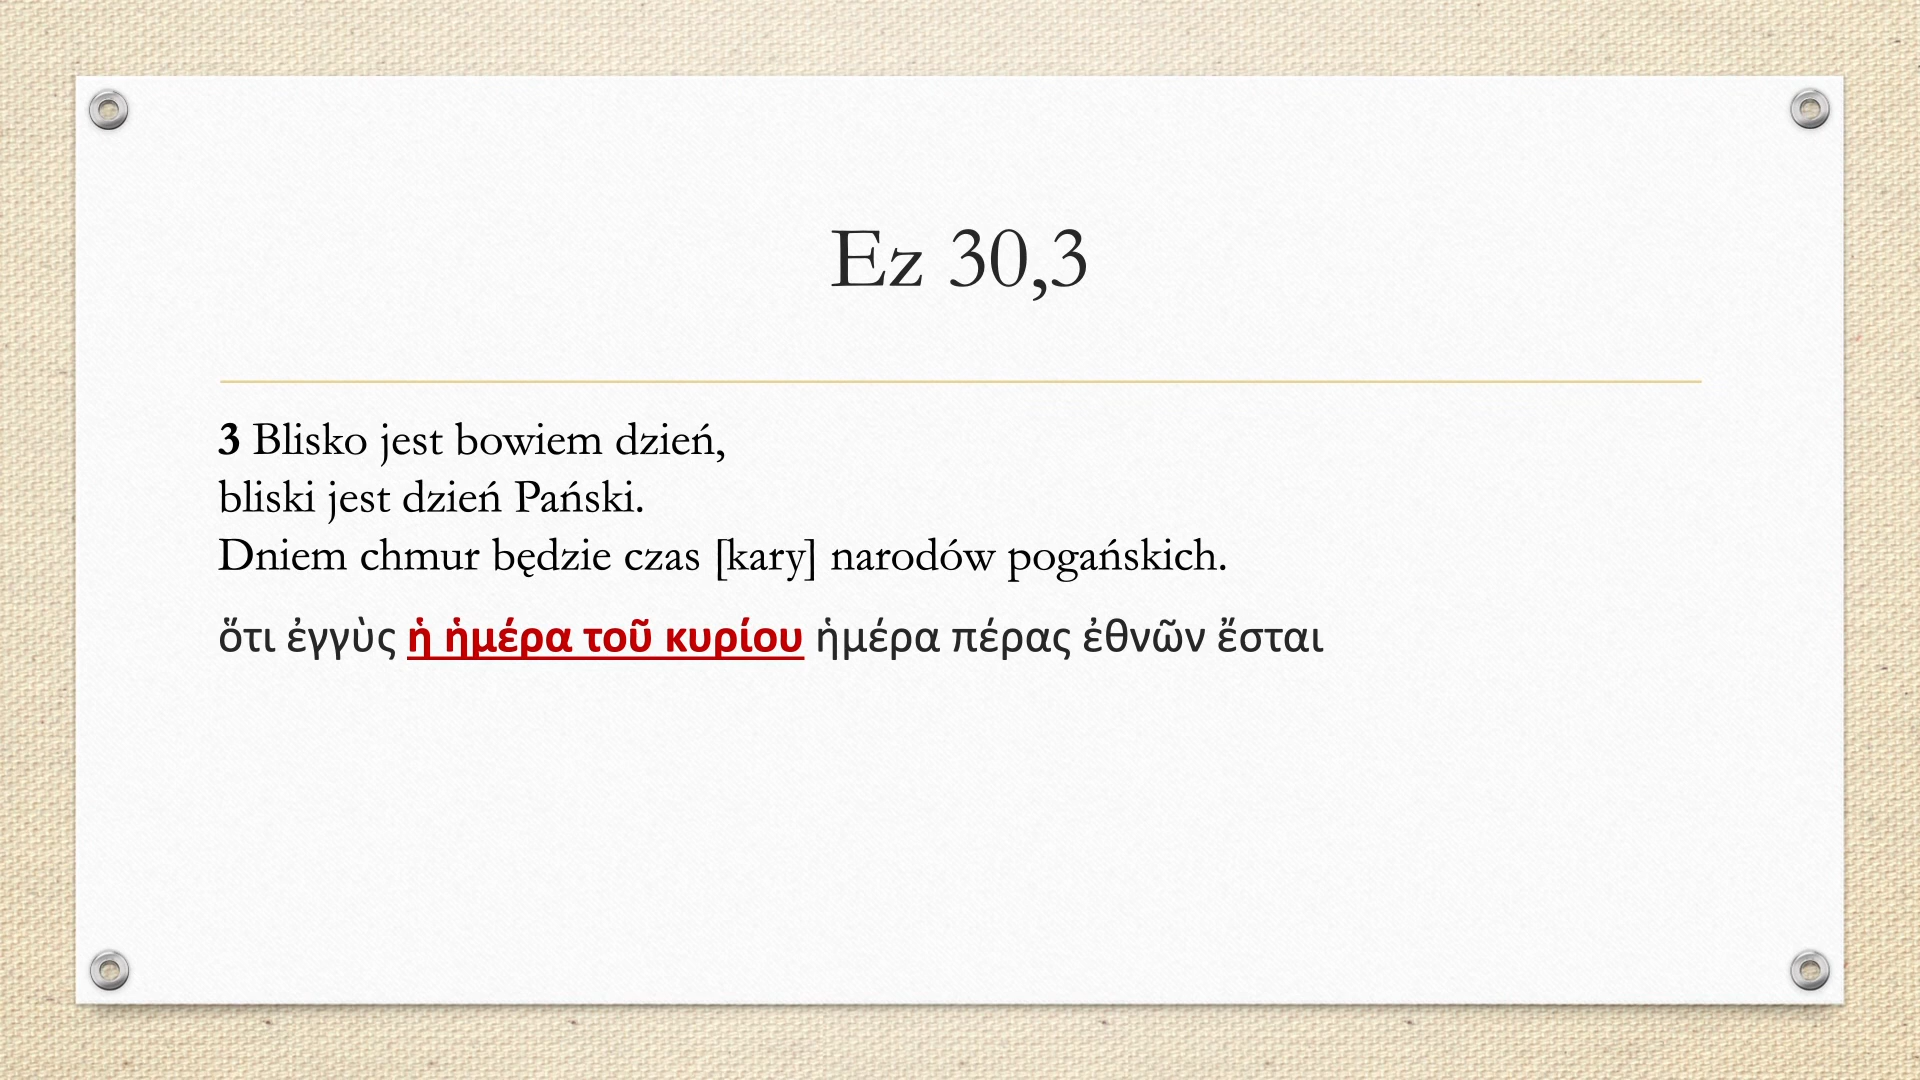 Ez 30,3
3 Blisko jest bowiem dzień,
bliski jest dzień Pański.
Dniem chmur będzie czas [kary] narodów pogańskich.
ὅτι ἐγγὺς ἡ ἡμέρα τοῦ κυρίου ἡμέρα πέρας ἐθνῶν ἔσται